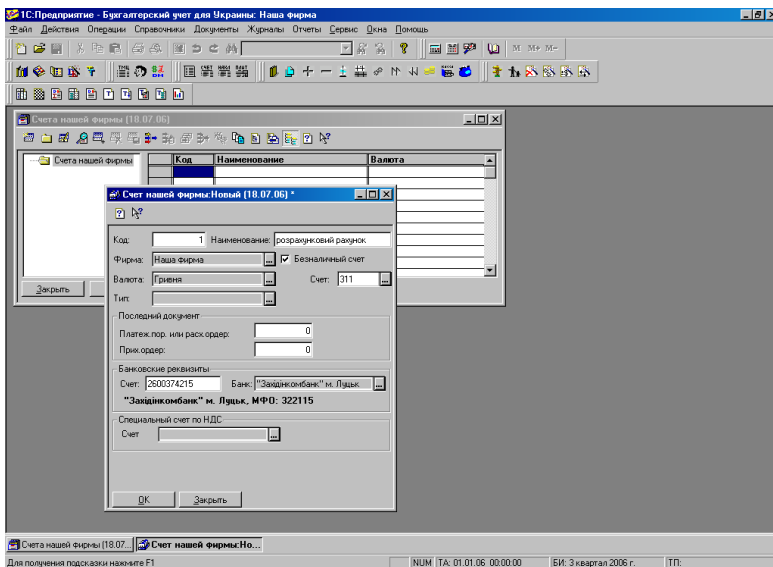 1С:Предприятие - Бухгалтерский учет для Украины: Наша фирма
Файл Действия Операции Справочники Документы Журналы Отчеты Сервис Окна Помощь
M M+ M-
Счета нашей фирмы (18.07.06)
Счета нашей фирмы
Код Наименование Валюта
Счет нашей фирмы:Новый (18.07.06) *
Код: 1 Наименование: розрахунковий рахунок
Фирма: Наша фирма Безналичный счет
Валюта: Гривня Счет: 311
Закрыть
Тип:
Последний документ
Платеж.пор. или расх.ордер: 0
Прих.ордер: 0
Банковские реквизиты
Счет: 2600374215 Банк: "Західінкомбанк" м. Луцьк
"Західінкомбанк" м. Луцьк, МФО: 322115
Специальный счет по НДС
Счет
OK Закрыть
Счета нашей фирмы (18.07... Счет нашей фирмы:Но...
Для получения подсказки нажмите F1 NUM TA: 01.01.06 00:00:00 БИ: 3 квартал 2006 г. ТП: